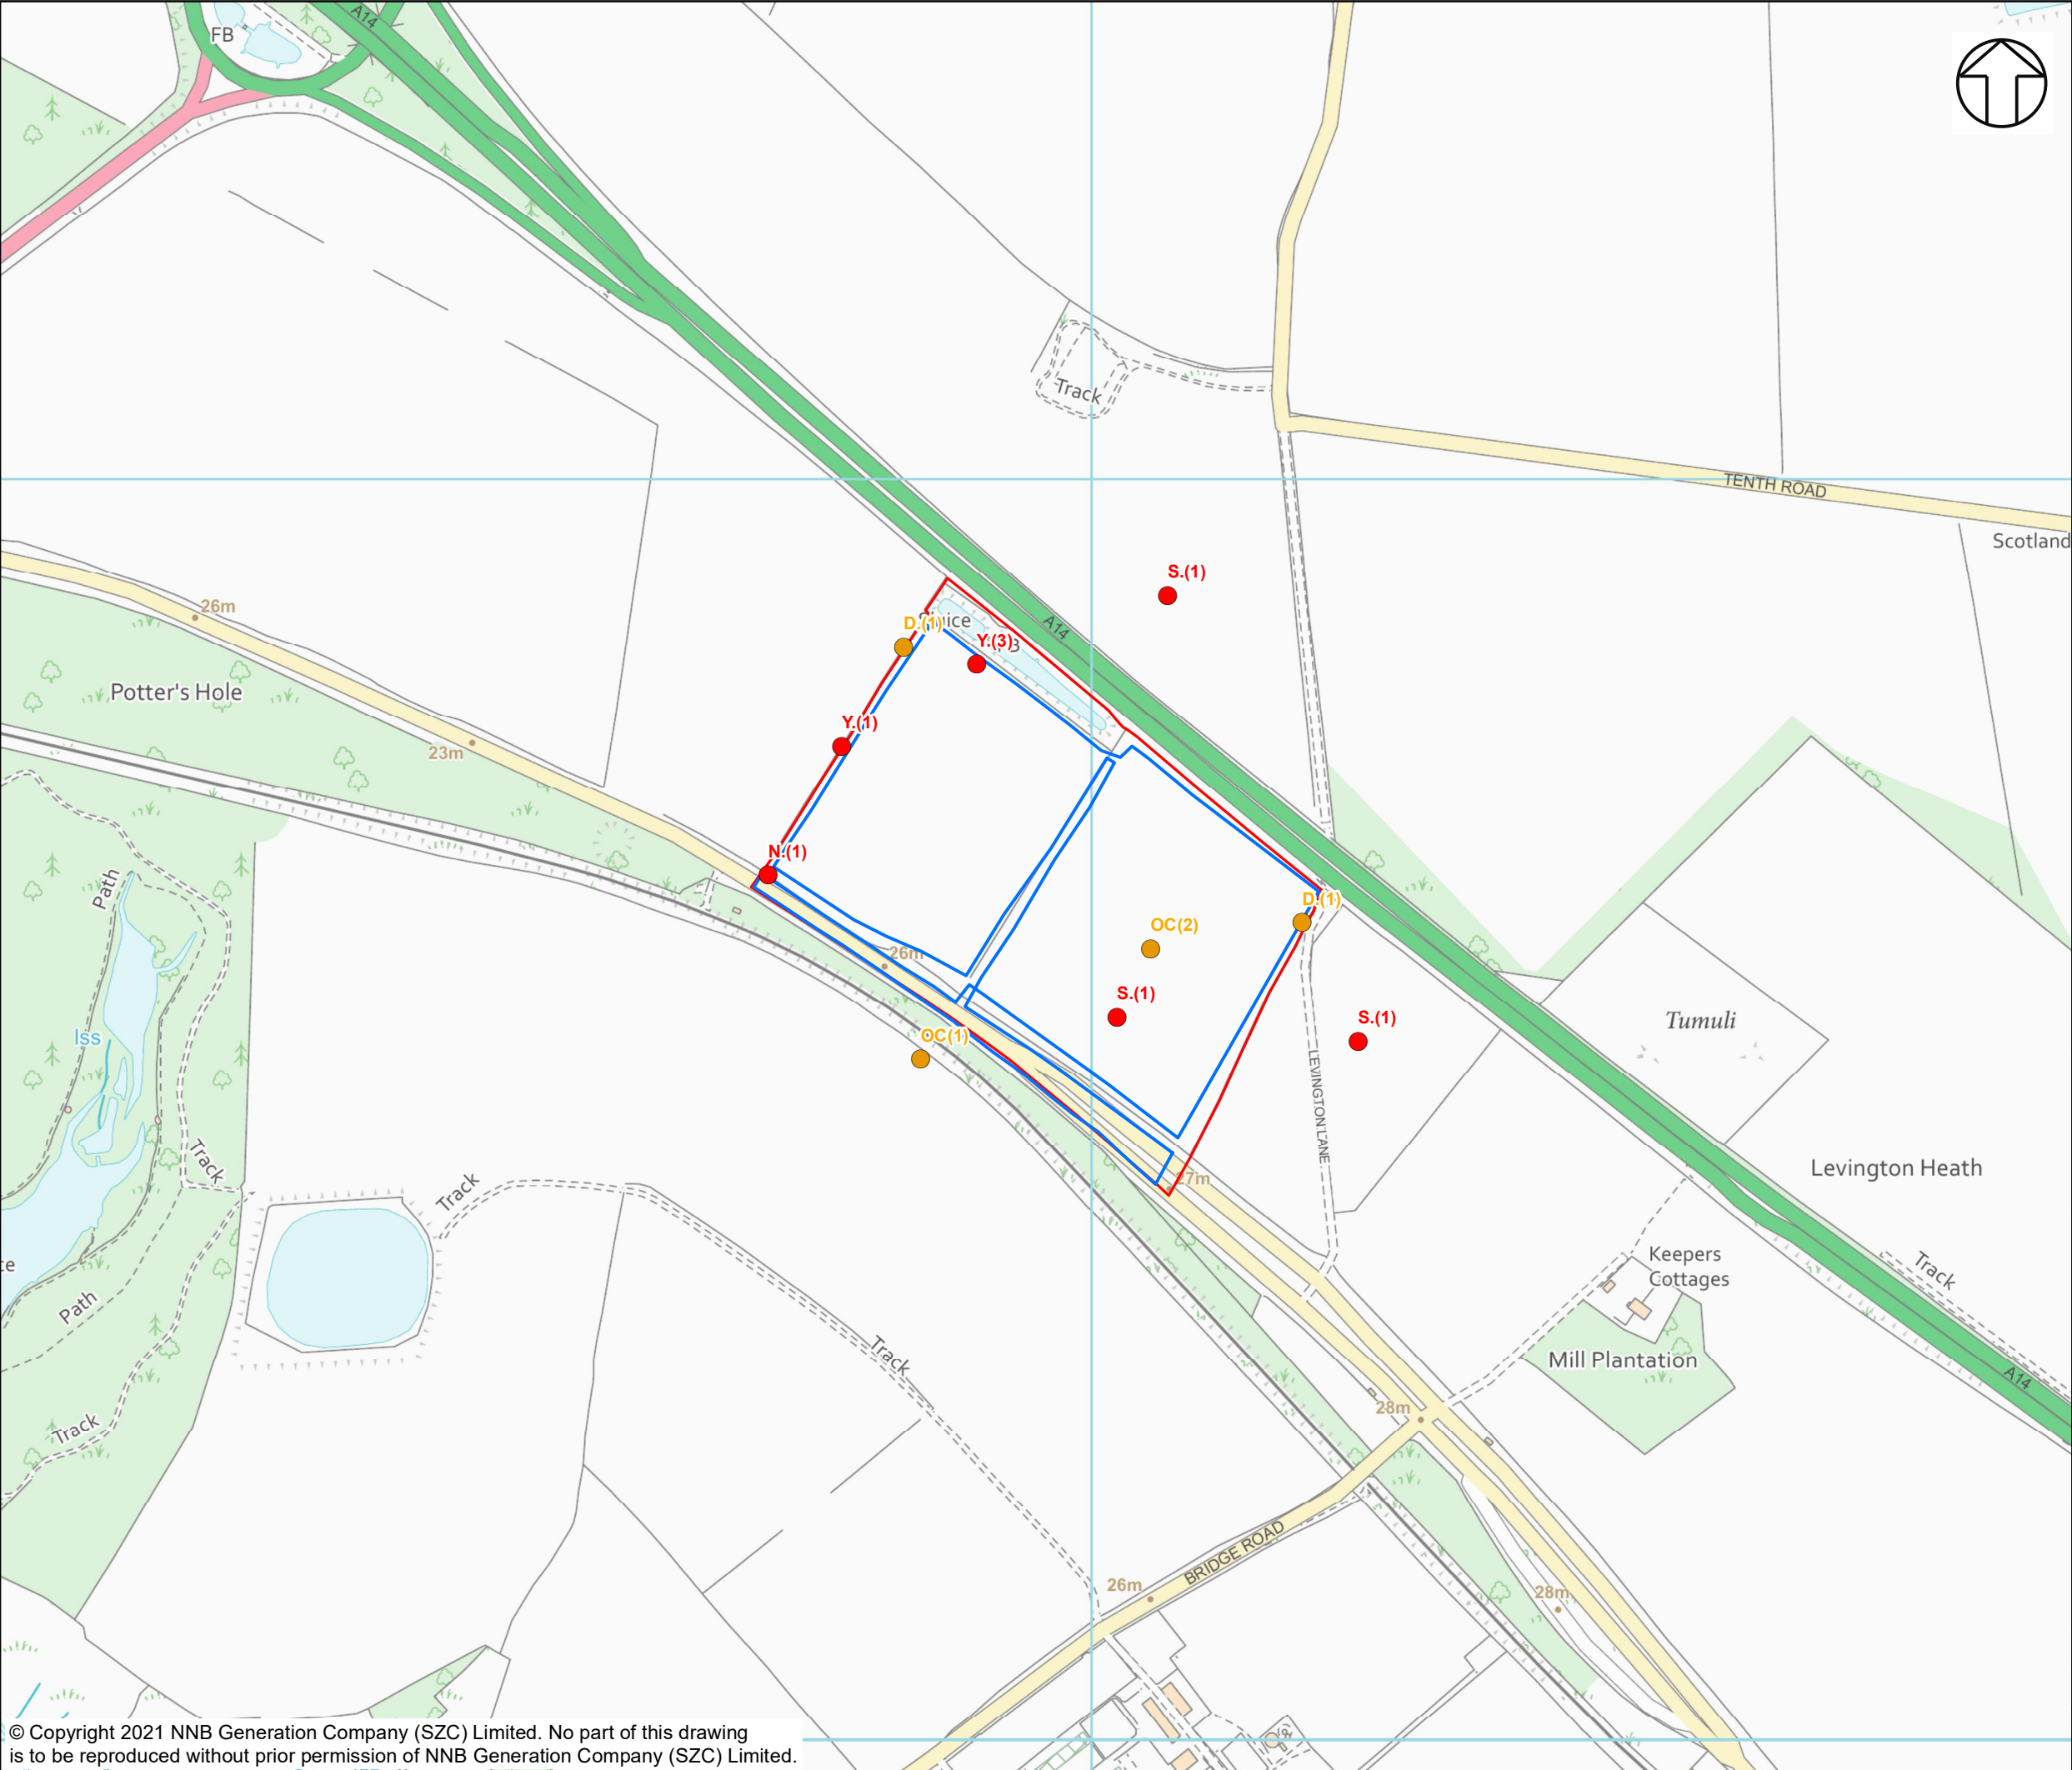 A14
FB
Track
TENTH ROAD
Scotland
S.(1)
26m
D.(1)
A14
Y.(3)
Potter's Hole
Y.(1)
23m
N.(1)
Path
D.(1)
OC(2)
26m
S.(1)
Tumuli
S.(1)
Iss
OC(1)
LEVINGTON LANE
Track
Levington Heath
27m
Track
Keepers
Cottages
Track
Path
Track
Mill Plantation
A14
28m
Track
BRIDGE ROAD
26m
28m
© Copyright 2021 NNB Generation Company (SZC) Limited. No part of this drawing
is to be reproduced without prior permission of NNB Generation Company (SZC) Limited.